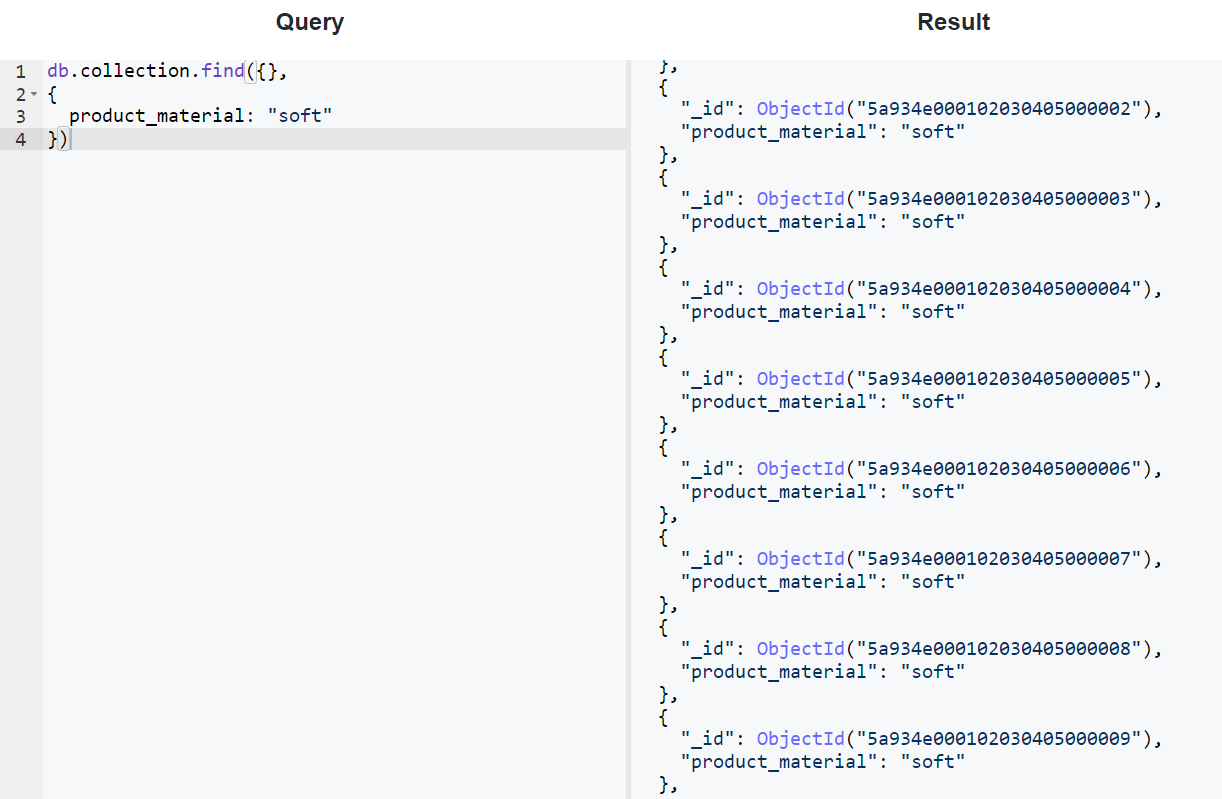 Query
1 db.collection.find({},
2 {
3   product_material: "soft"
4 })
Result
},
{
  "_id": ObjectId("5a934e000102030405000002"),
  "product_material": "soft"
},
{
  "_id": ObjectId("5a934e000102030405000003"),
  "product_material": "soft"
},
{
  "_id": ObjectId("5a934e000102030405000004"),
  "product_material": "soft"
},
{
  "_id": ObjectId("5a934e000102030405000005"),
  "product_material": "soft"
},
{
  "_id": ObjectId("5a934e000102030405000006"),
  "product_material": "soft"
},
{
  "_id": ObjectId("5a934e000102030405000007"),
  "product_material": "soft"
},
{
  "_id": ObjectId("5a934e000102030405000008"),
  "product_material": "soft"
},
{
  "_id": ObjectId("5a934e000102030405000009"),
  "product_material": "soft"
},